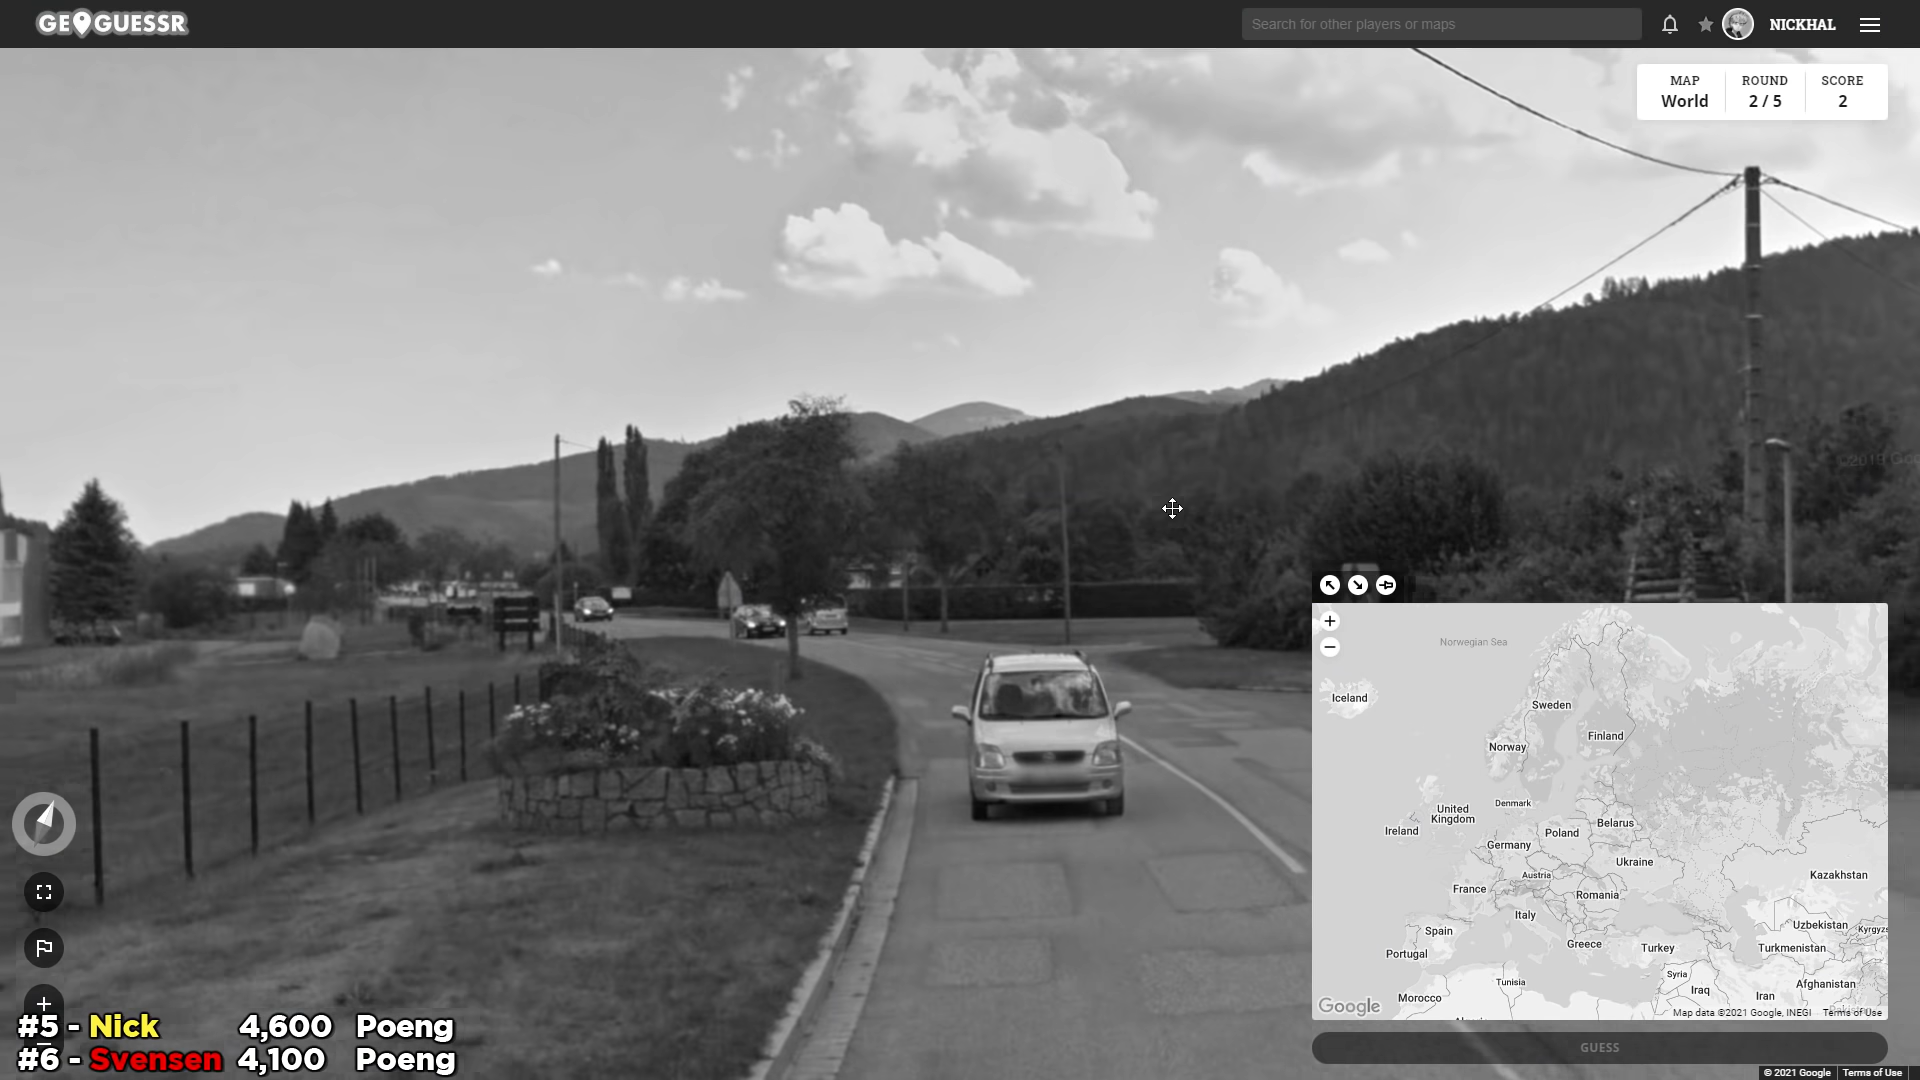 GEOGUESSR
Search for other players or maps
NICKHAL
MAP
World
ROUND
2 / 5
SCORE
2
Norwegian Sea
Iceland
Sweden
Finland
Norway
Denmark
United
Kingdom
Ireland
Belarus
Poland
Germany
Ukraine
Austria
Kazakhstan
France
Romania
Italy
Uzbekistan
Kyrgyzs
Spain
Greece
Turkey
Turkmenistan
Portugal
Syria
Afghanistan
Tunisia
Iraq
Iran
Morocco
Google
Map data ©2021 Google, INEGI
Terms of Use
GUESS
#5 - Nick 4,600 Poeng
#6 - Svensen 4,100 Poeng
© 2021 Google
Terms of Use